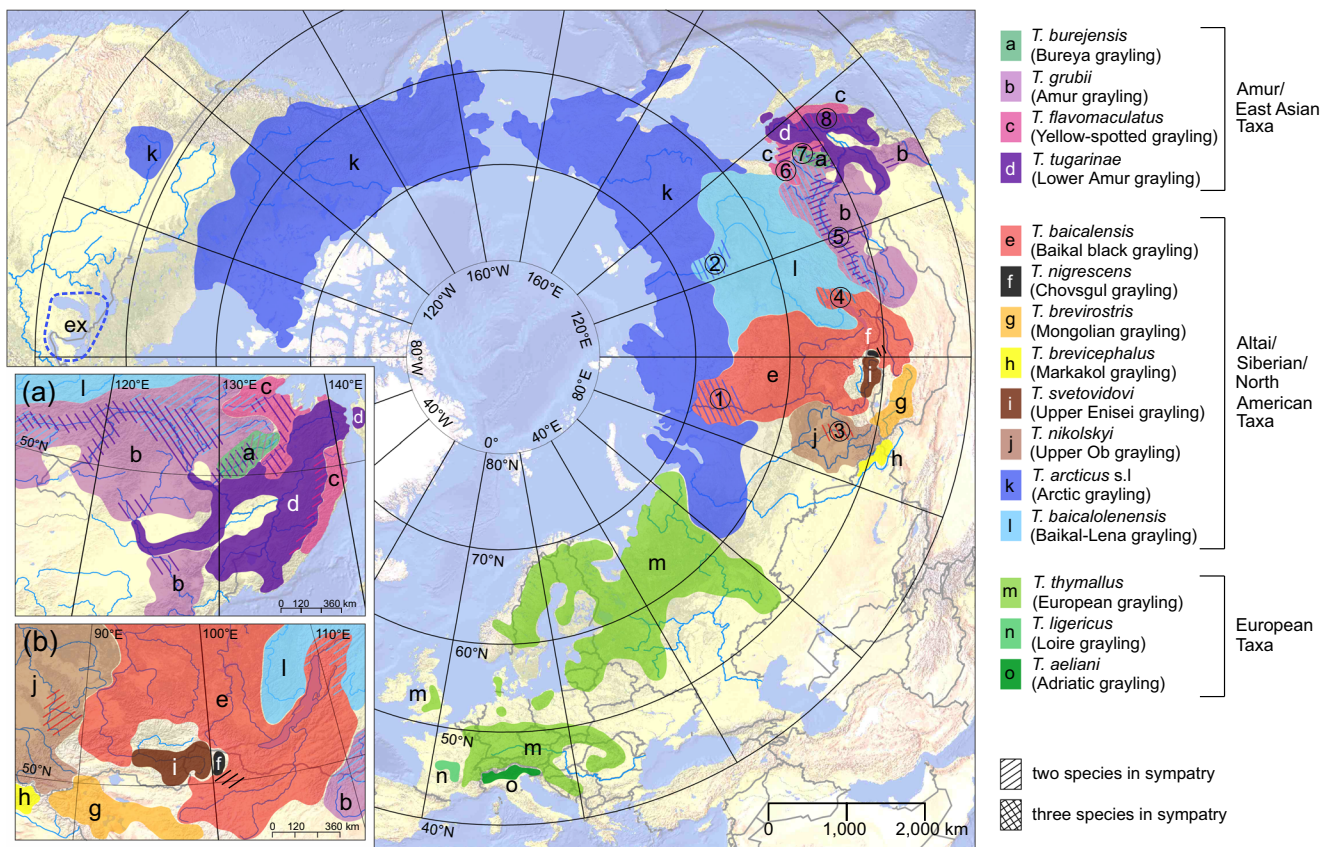 k
k
k
ex
160°W
160°E
120°W
120°E
80°W
80°E
40°W
40°E
0°
80°N
70°N
60°N
50°N
40°N
c
8
d
7
a
b
c
6
b
5
2
l
4
f
e
i
1
g
3
j
h
m
m
m
n
o
0 1,000 2,000 km
(a)
l
120°E
130°E
c
140°E
d
50°N
b
a
c
d
b
0 120 360 km
(b)
90°E
100°E
110°E
j
l
e
50°N
i
f
h
g
b
0 120 360 km
a T. burejensis
(Bureya grayling)
b T. grubii
(Amur grayling)
c T. flavomaculatus
(Yellow-spotted grayling)
d T. tugarinae
(Lower Amur grayling)
Amur/
East Asian
Taxa
e T. baicalensis
(Baikal black grayling)
f T. nigrescens
(Chovsgul grayling)
g T. brevirostris
(Mongolian grayling)
h T. brevicephalus
(Markakol grayling)
i T. svetovidovi
(Upper Enisei grayling)
j T. nikolskyi
(Upper Ob grayling)
k T. arcticus s.l
(Arctic grayling)
l T. baicalolenensis
(Baikal-Lena grayling)
Altai/
Siberian/
North
American
Taxa
m T. thymallus
(European grayling)
n T. ligericus
(Loire grayling)
o T. aeliani
(Adriatic grayling)
European
Taxa
two species in sympatry
three species in sympatry